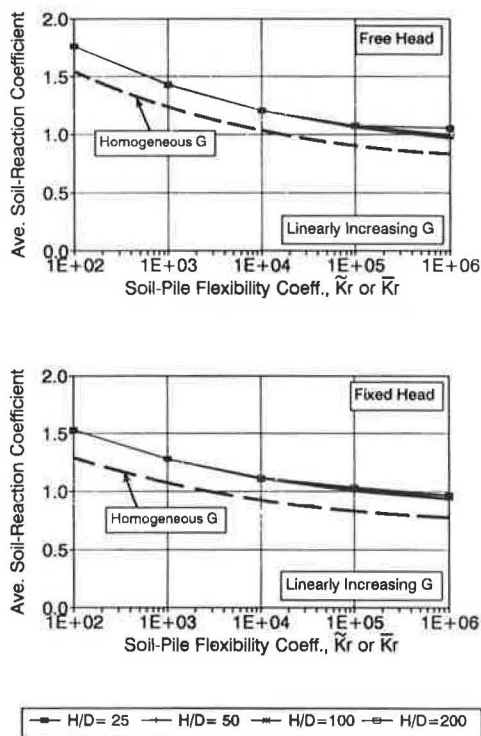 2.0
Free Head
1.5
Homogeneous G
1.0
0.5
Linearly Increasing G
0.0
1E+02 1E+03 1E+04 1E+05 1E+06
Ave. Soil-Reaction Coefficient
Soil-Pile Flexibility Coeff., K̃r or K̅r
2.0
Fixed Head
1.5
1.0
Homogeneous G
0.5
Linearly Increasing G
0.0
1E+02 1E+03 1E+04 1E+05 1E+06
Ave. Soil-Reaction Coefficient
Soil-Pile Flexibility Coeff., K̃r or K̅r
H/D= 25 H/D= 50 H/D=100 H/D=200